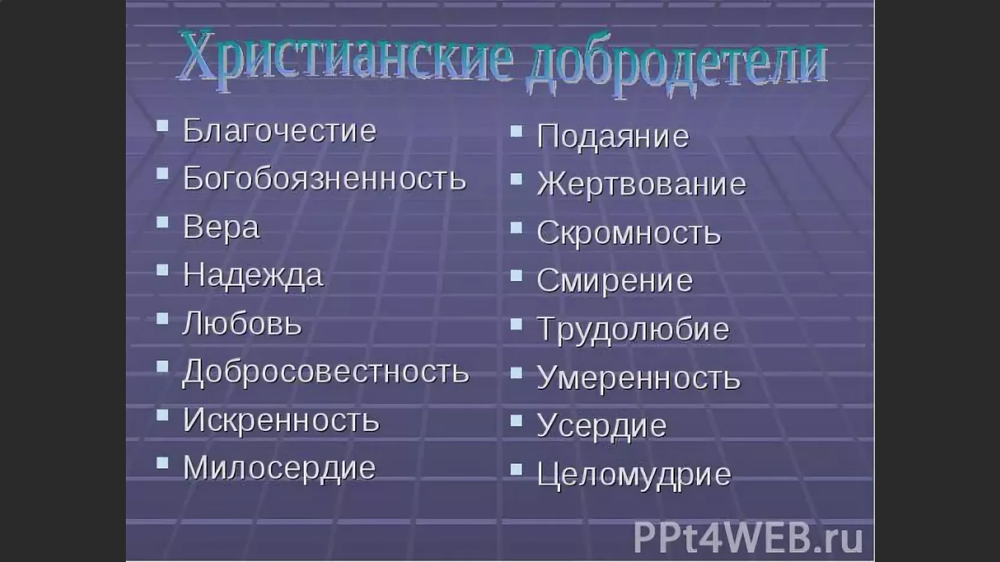 Христианские добродетели
Благочестие
Богобоязненность
Вера
Надежда
Любовь
Добросовестность
Искренность
Милосердие
Подаяние
Жертвование
Скромность
Смирение
Трудолюбие
Умеренность
Усердие
Целомудрие
PPt4WEB.ru